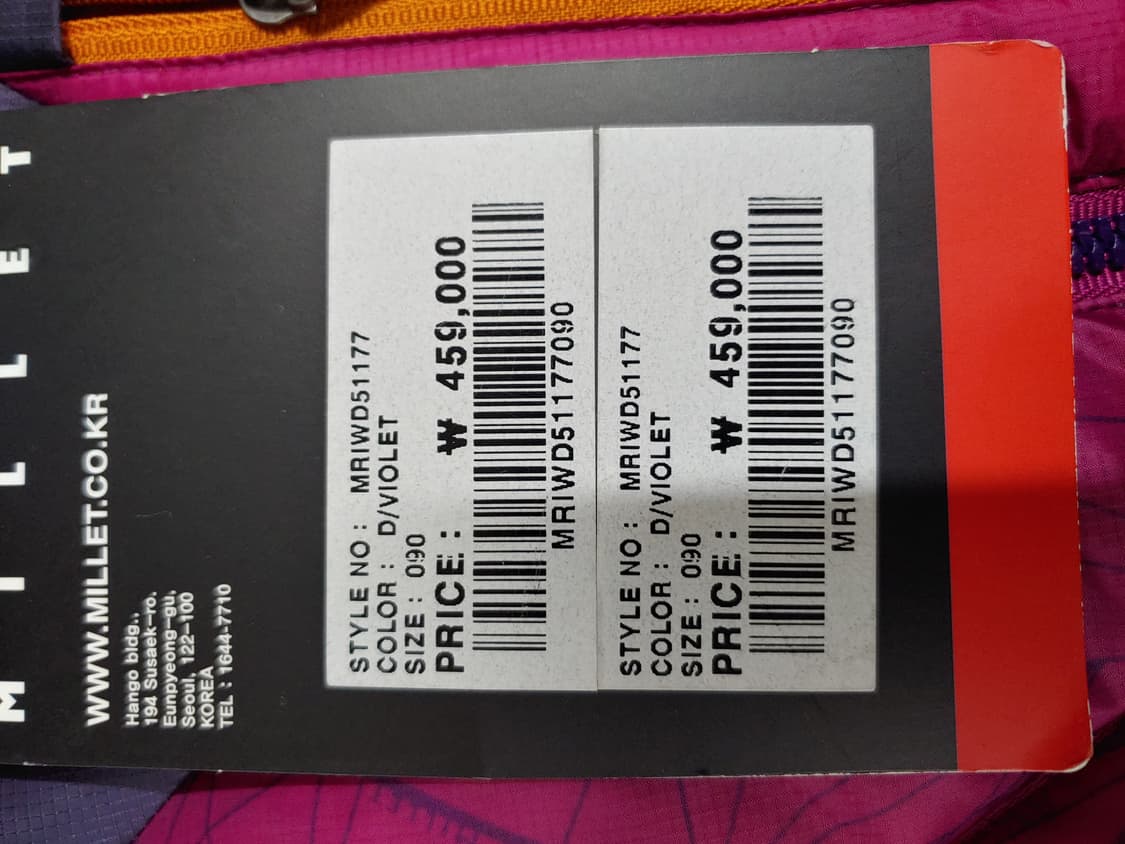 MILLET
WWW.MILLET.CO.KR
Hango bldg.,
194 Susaek-ro,
Eunpyeong-gu,
Seoul, 122-100
KOREA
TEL : 1644-7710
STYLE NO : MRIWD51177
COLOR : D/VIOLET
SIZE : 090
PRICE : ₩ 459,000
MRIWD51177090
STYLE NO : MRIWD51177
COLOR : D/VIOLET
SIZE : 090
PRICE : ₩ 459,000
MRIWD51177090